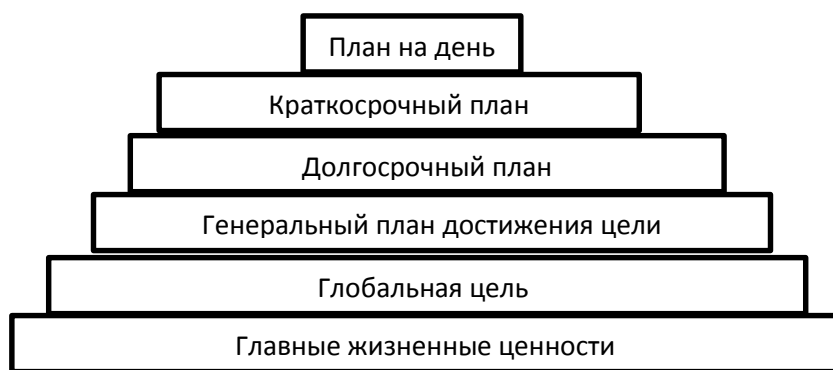 План на день
Краткосрочный план
Долгосрочный план
Генеральный план достижения цели
Глобальная цель
Главные жизненные ценности